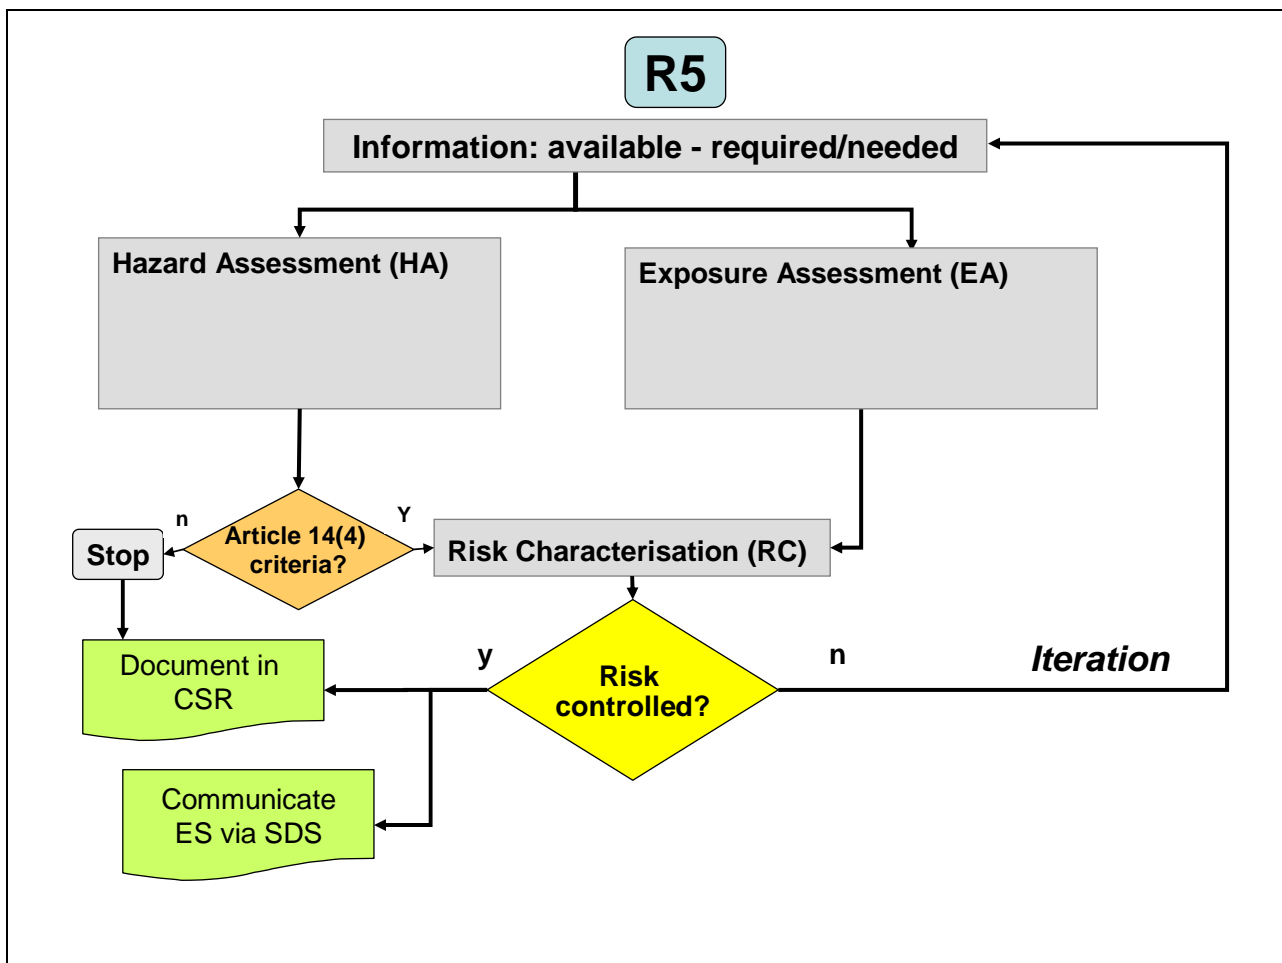 R5
Information: available - required/needed
Hazard Assessment (HA)
Exposure Assessment (EA)
n
Article 14(4)
criteria?
Y
Stop
Risk Characterisation (RC)
Document in
CSR
y
Risk
controlled?
n
Iteration
Communicate
ES via SDS